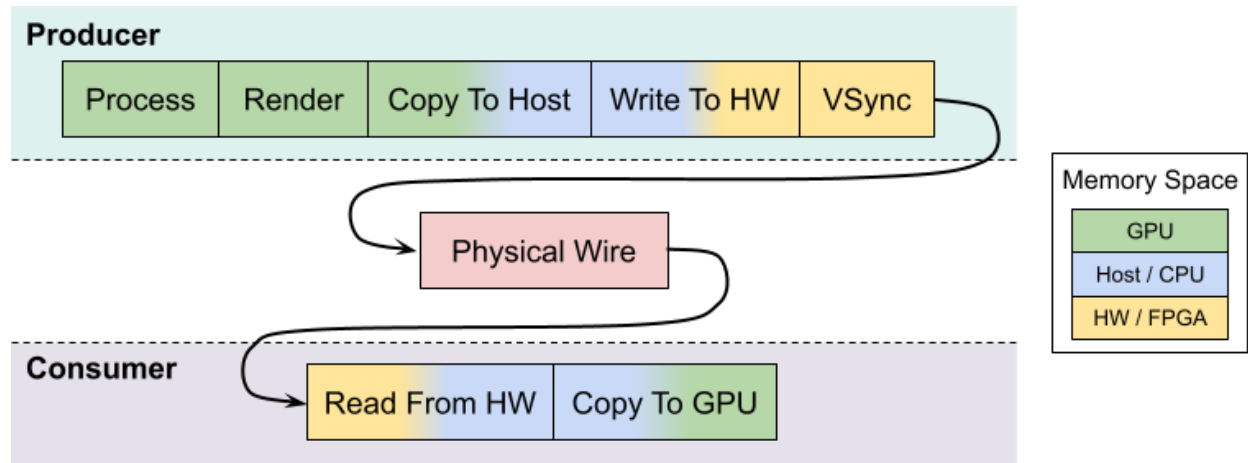 Producer
Process
Render
Copy To Host
Write To HW
VSync
Physical Wire
Consumer
Read From HW
Copy To GPU
Memory Space
GPU
Host / CPU
HW / FPGA